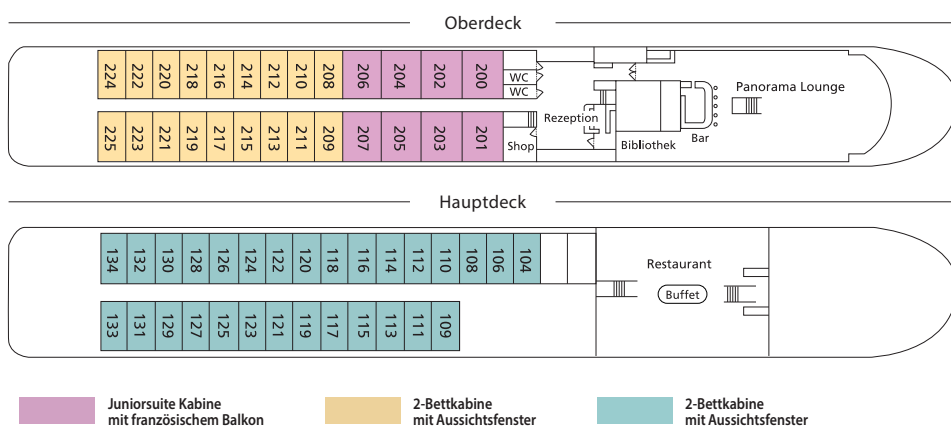 Oberdeck
224 222 220 218 216 214 212 210 208 206 204 202 200
WC
WC
Panorama Lounge
Rezeption
225 223 221 219 217 215 213 211 209 207 205 203 201
Shop
Bibliothek
Bar
Hauptdeck
134 132 130 128 126 124 122 120 118 116 114 112 110 108 106 104
Restaurant
Buffet
133 131 129 127 125 123 121 119 117 115 113 111 109
Juniorsuite Kabine
mit französischem Balkon
2-Bettkabine
mit Aussichtsfenster
2-Bettkabine
mit Aussichtsfenster